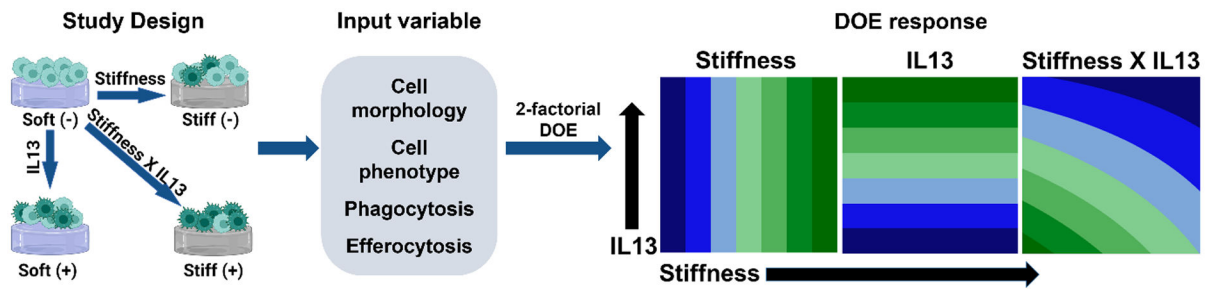 Study Design
Stiffness
Soft (-)
Stiff (-)
IL13
Stiffness X IL13
Soft (+)
Stiff (+)
Input variable
Cell
morphology
Cell
phenotype
Phagocytosis
Efferocytosis
2-factorial
DOE
DOE response
Stiffness
IL13
Stiffness X IL13
IL13
Stiffness